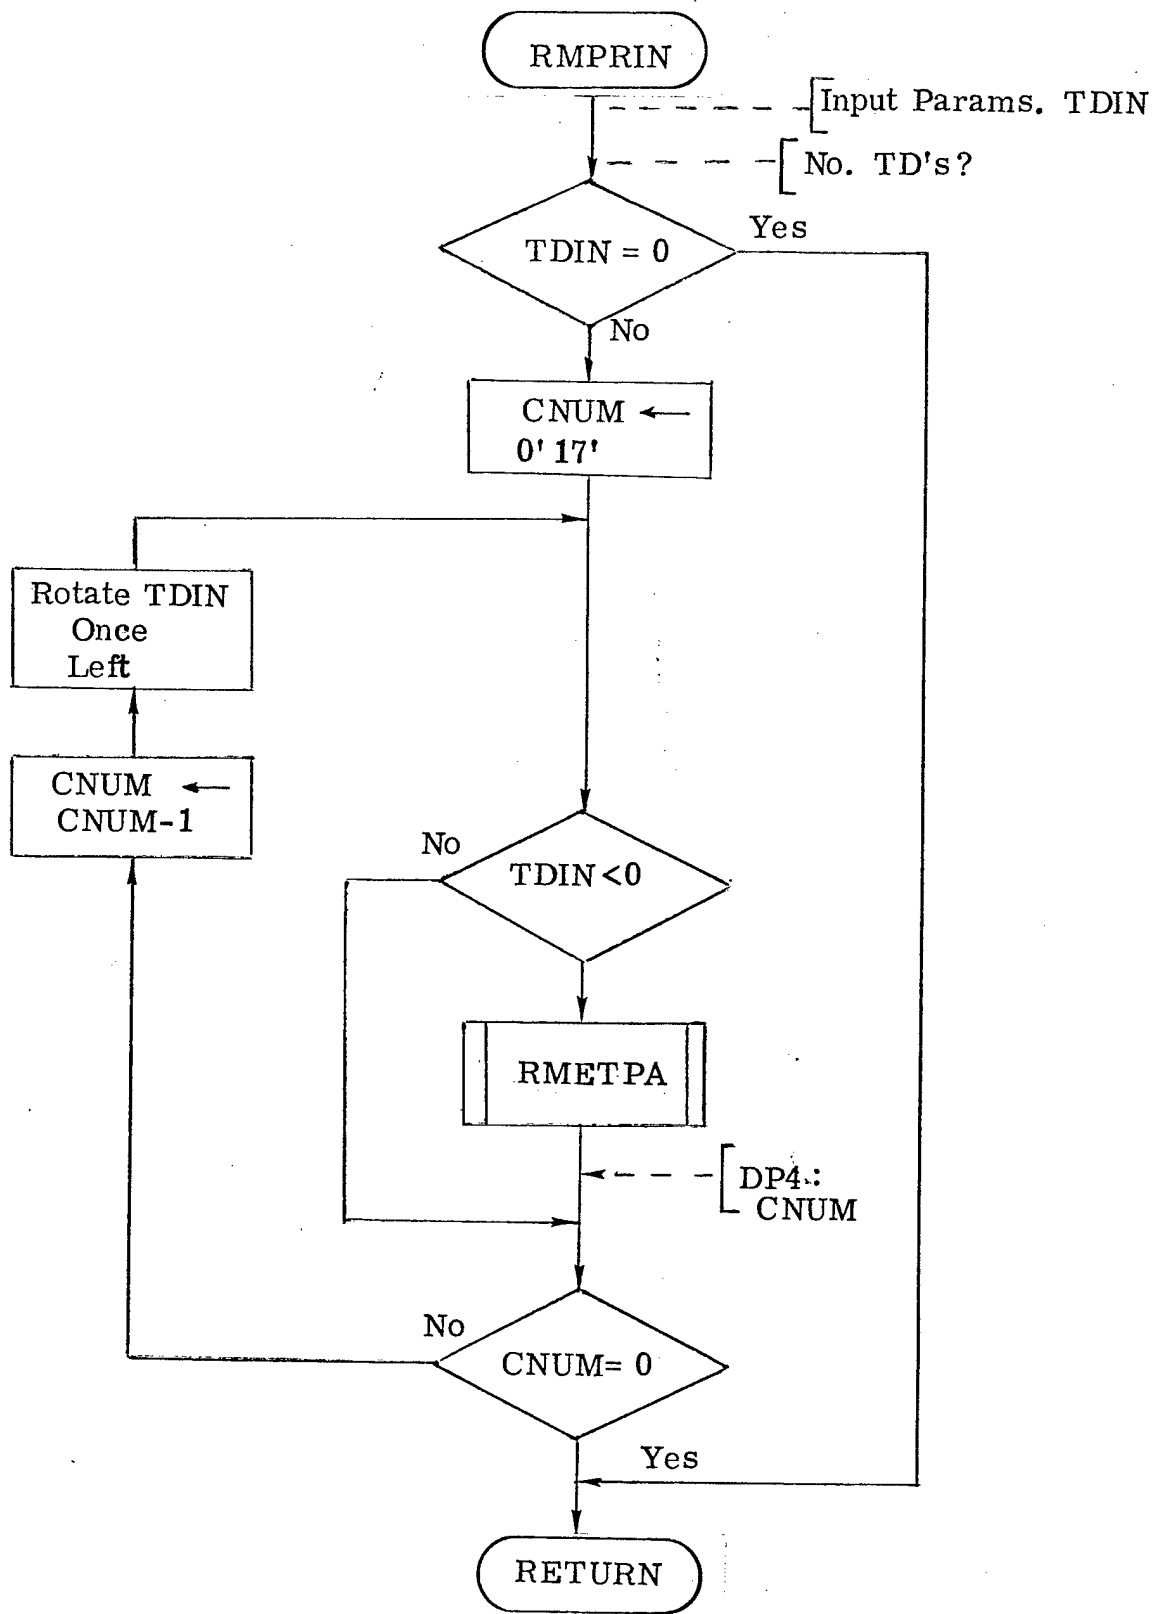 RMPRIN
Input Params. TDIN
No. TD's?
Yes
TDIN = 0
No
CNUM ←
0' 17'
Rotate TDIN
Once
Left
CNUM ←
CNUM-1
No
TDIN <0
RMETPA
DP4:
CNUM
No
CNUM= 0
Yes
RETURN